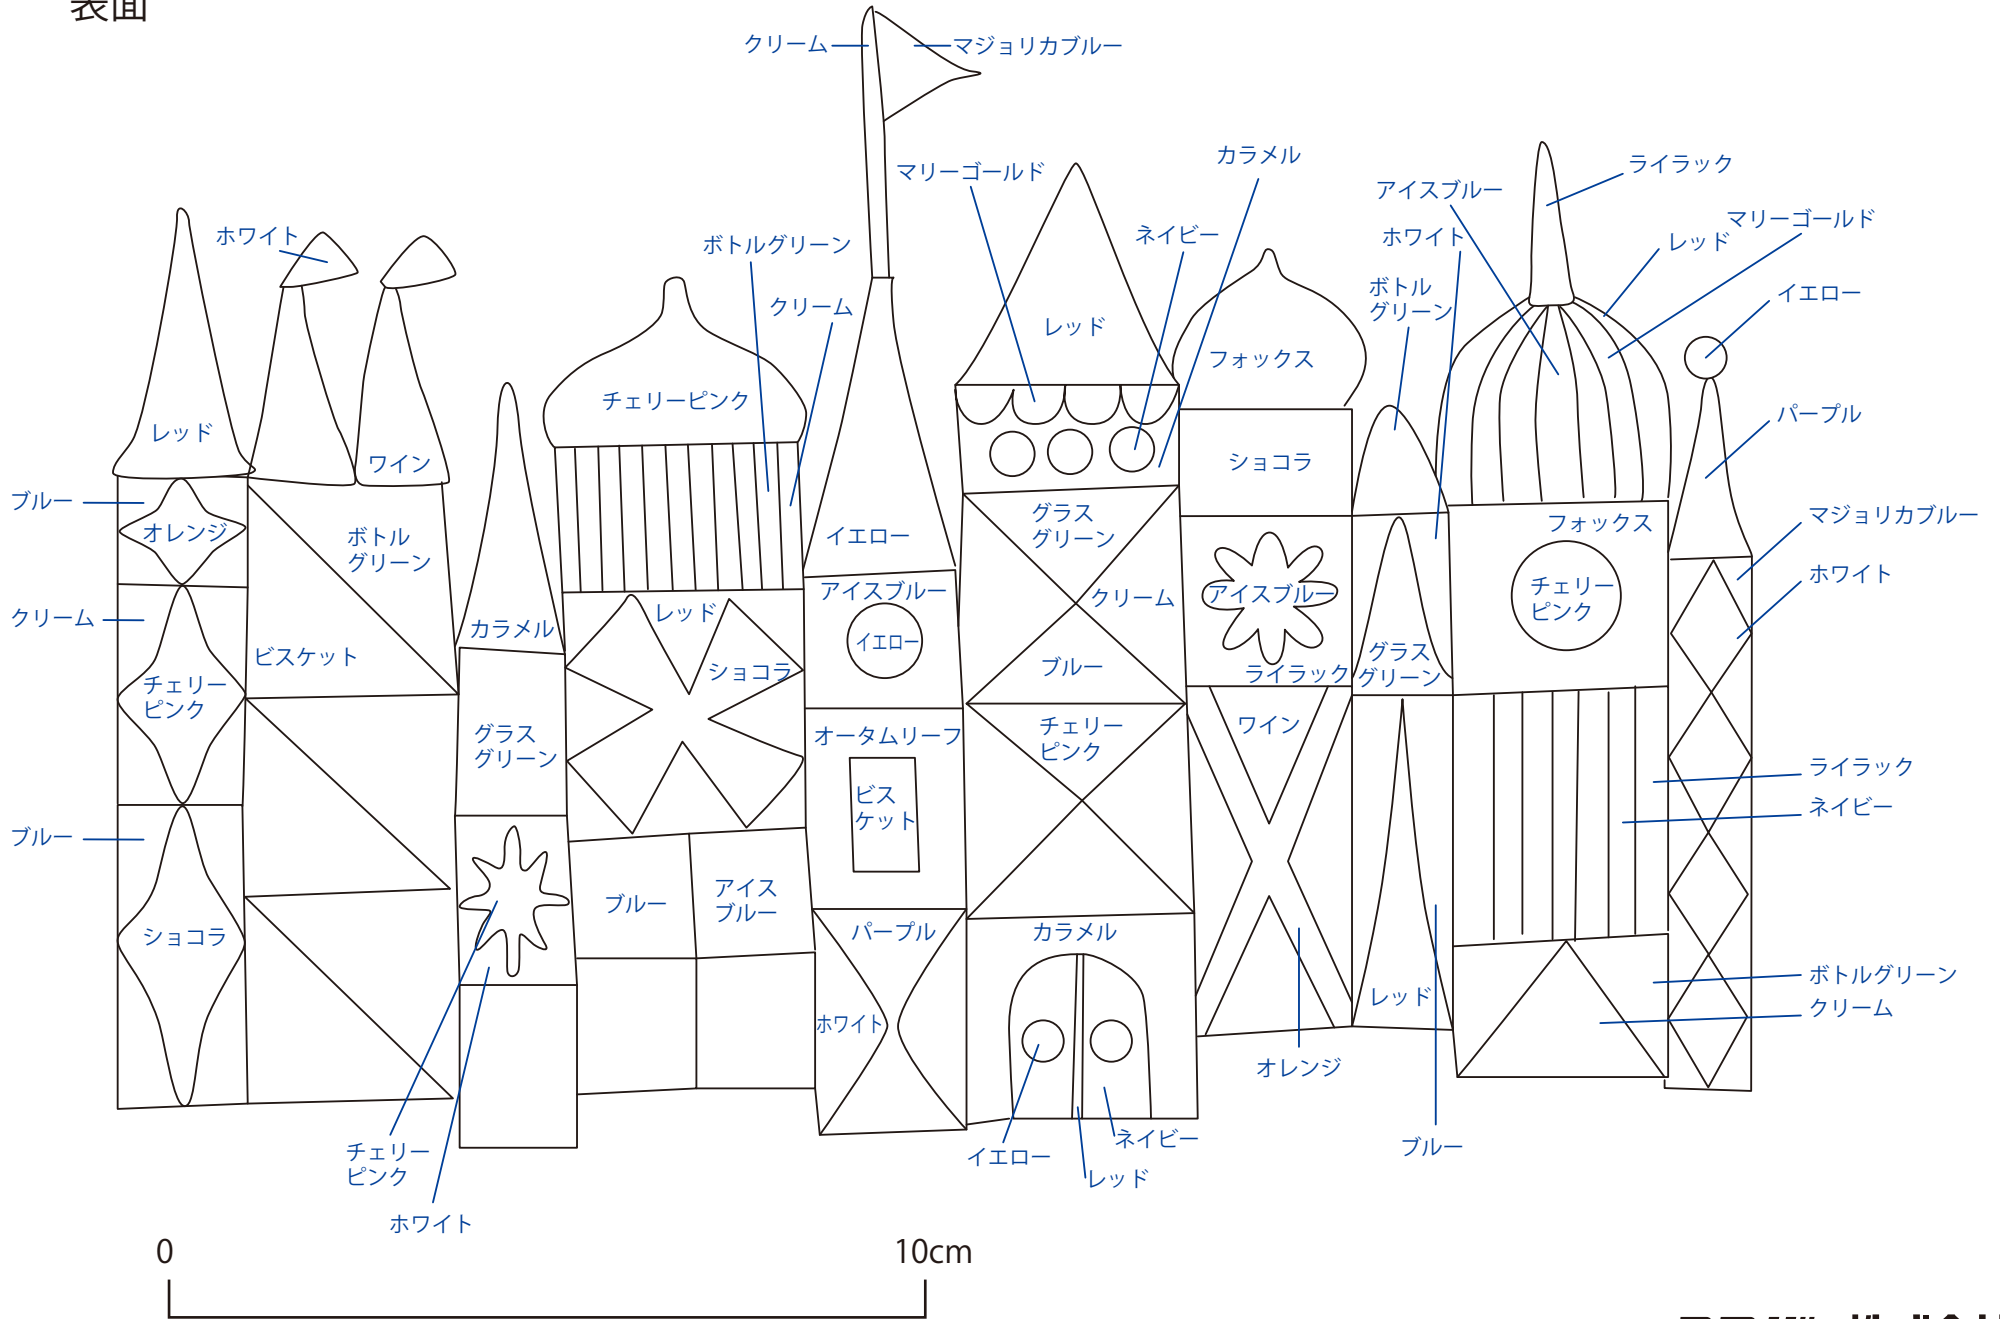 表面
クリーム
マジョリカブルー
マリーゴールド
カラメル
アイスブルー
ライラック
ホワイト
ボトルグリーン
ネイビー
ホワイト
レッド
マリーゴールド
クリーム
ボトル
グリーン
イエロー
レッド
フォックス
チェリーピンク
パープル
レッド
ワイン
ショコラ
ブルー
オレンジ
ボトル
グリーン
イエロー
グラス
グリーン
フォックス
マジョリカブルー
クリーム
カラメル
レッド
アイスブルー
クリーム
アイスブルー
チェリー
ピンク
ホワイト
ビスケット
ショコラ
イエロー
ブルー
ライラック
グラス
グリーン
チェリー
ピンク
グラス
グリーン
オータムリーフ
チェリー
ピンク
ワイン
ライラック
ブルー
ビス
ケット
ネイビー
ショコラ
ブルー
アイス
ブルー
パープル
カラメル
ホワイト
レッド
ボトルグリーン
クリーム
オレンジ
チェリー
ピンク
イエロー
レッド
ネイビー
ブルー
ホワイト
0
10cm